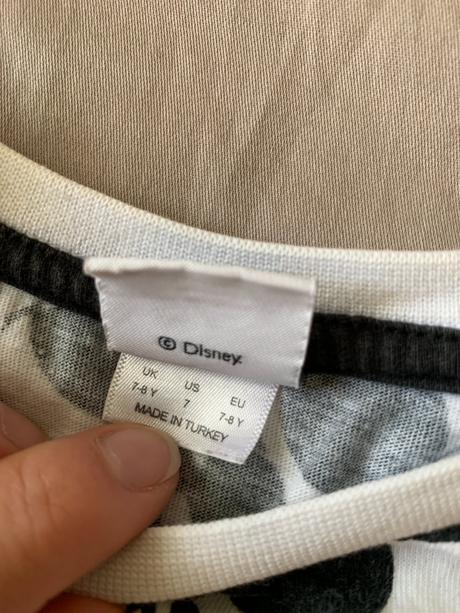 © Disney
UK US EU
7-8 Y 7 7-8 Y
MADE IN TURKEY